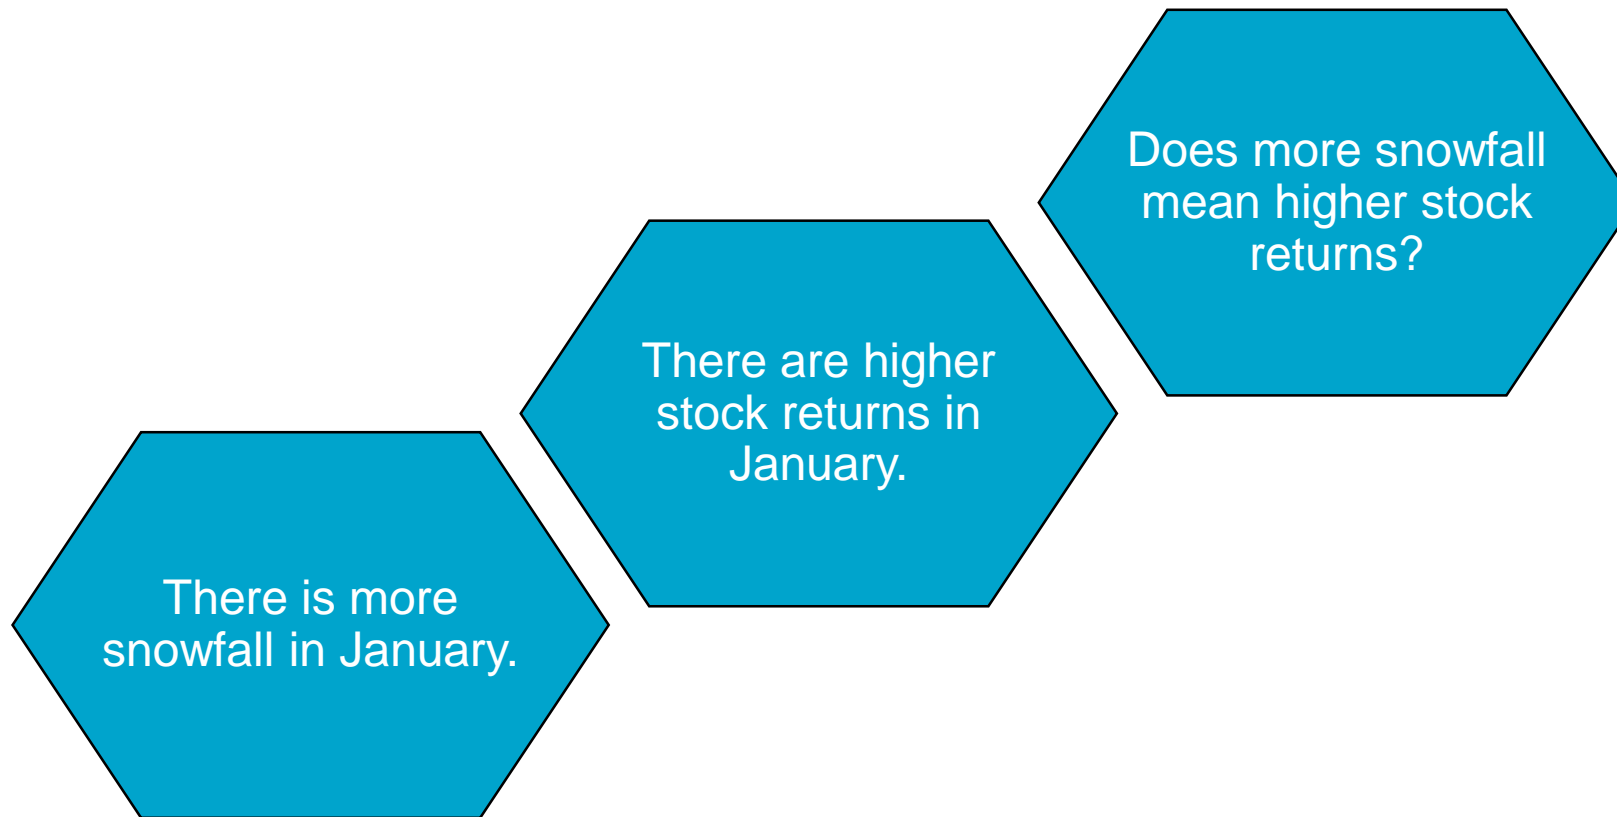 There is more
snowfall in January.
There are higher
stock returns in
January.
Does more snowfall
mean higher stock
returns?